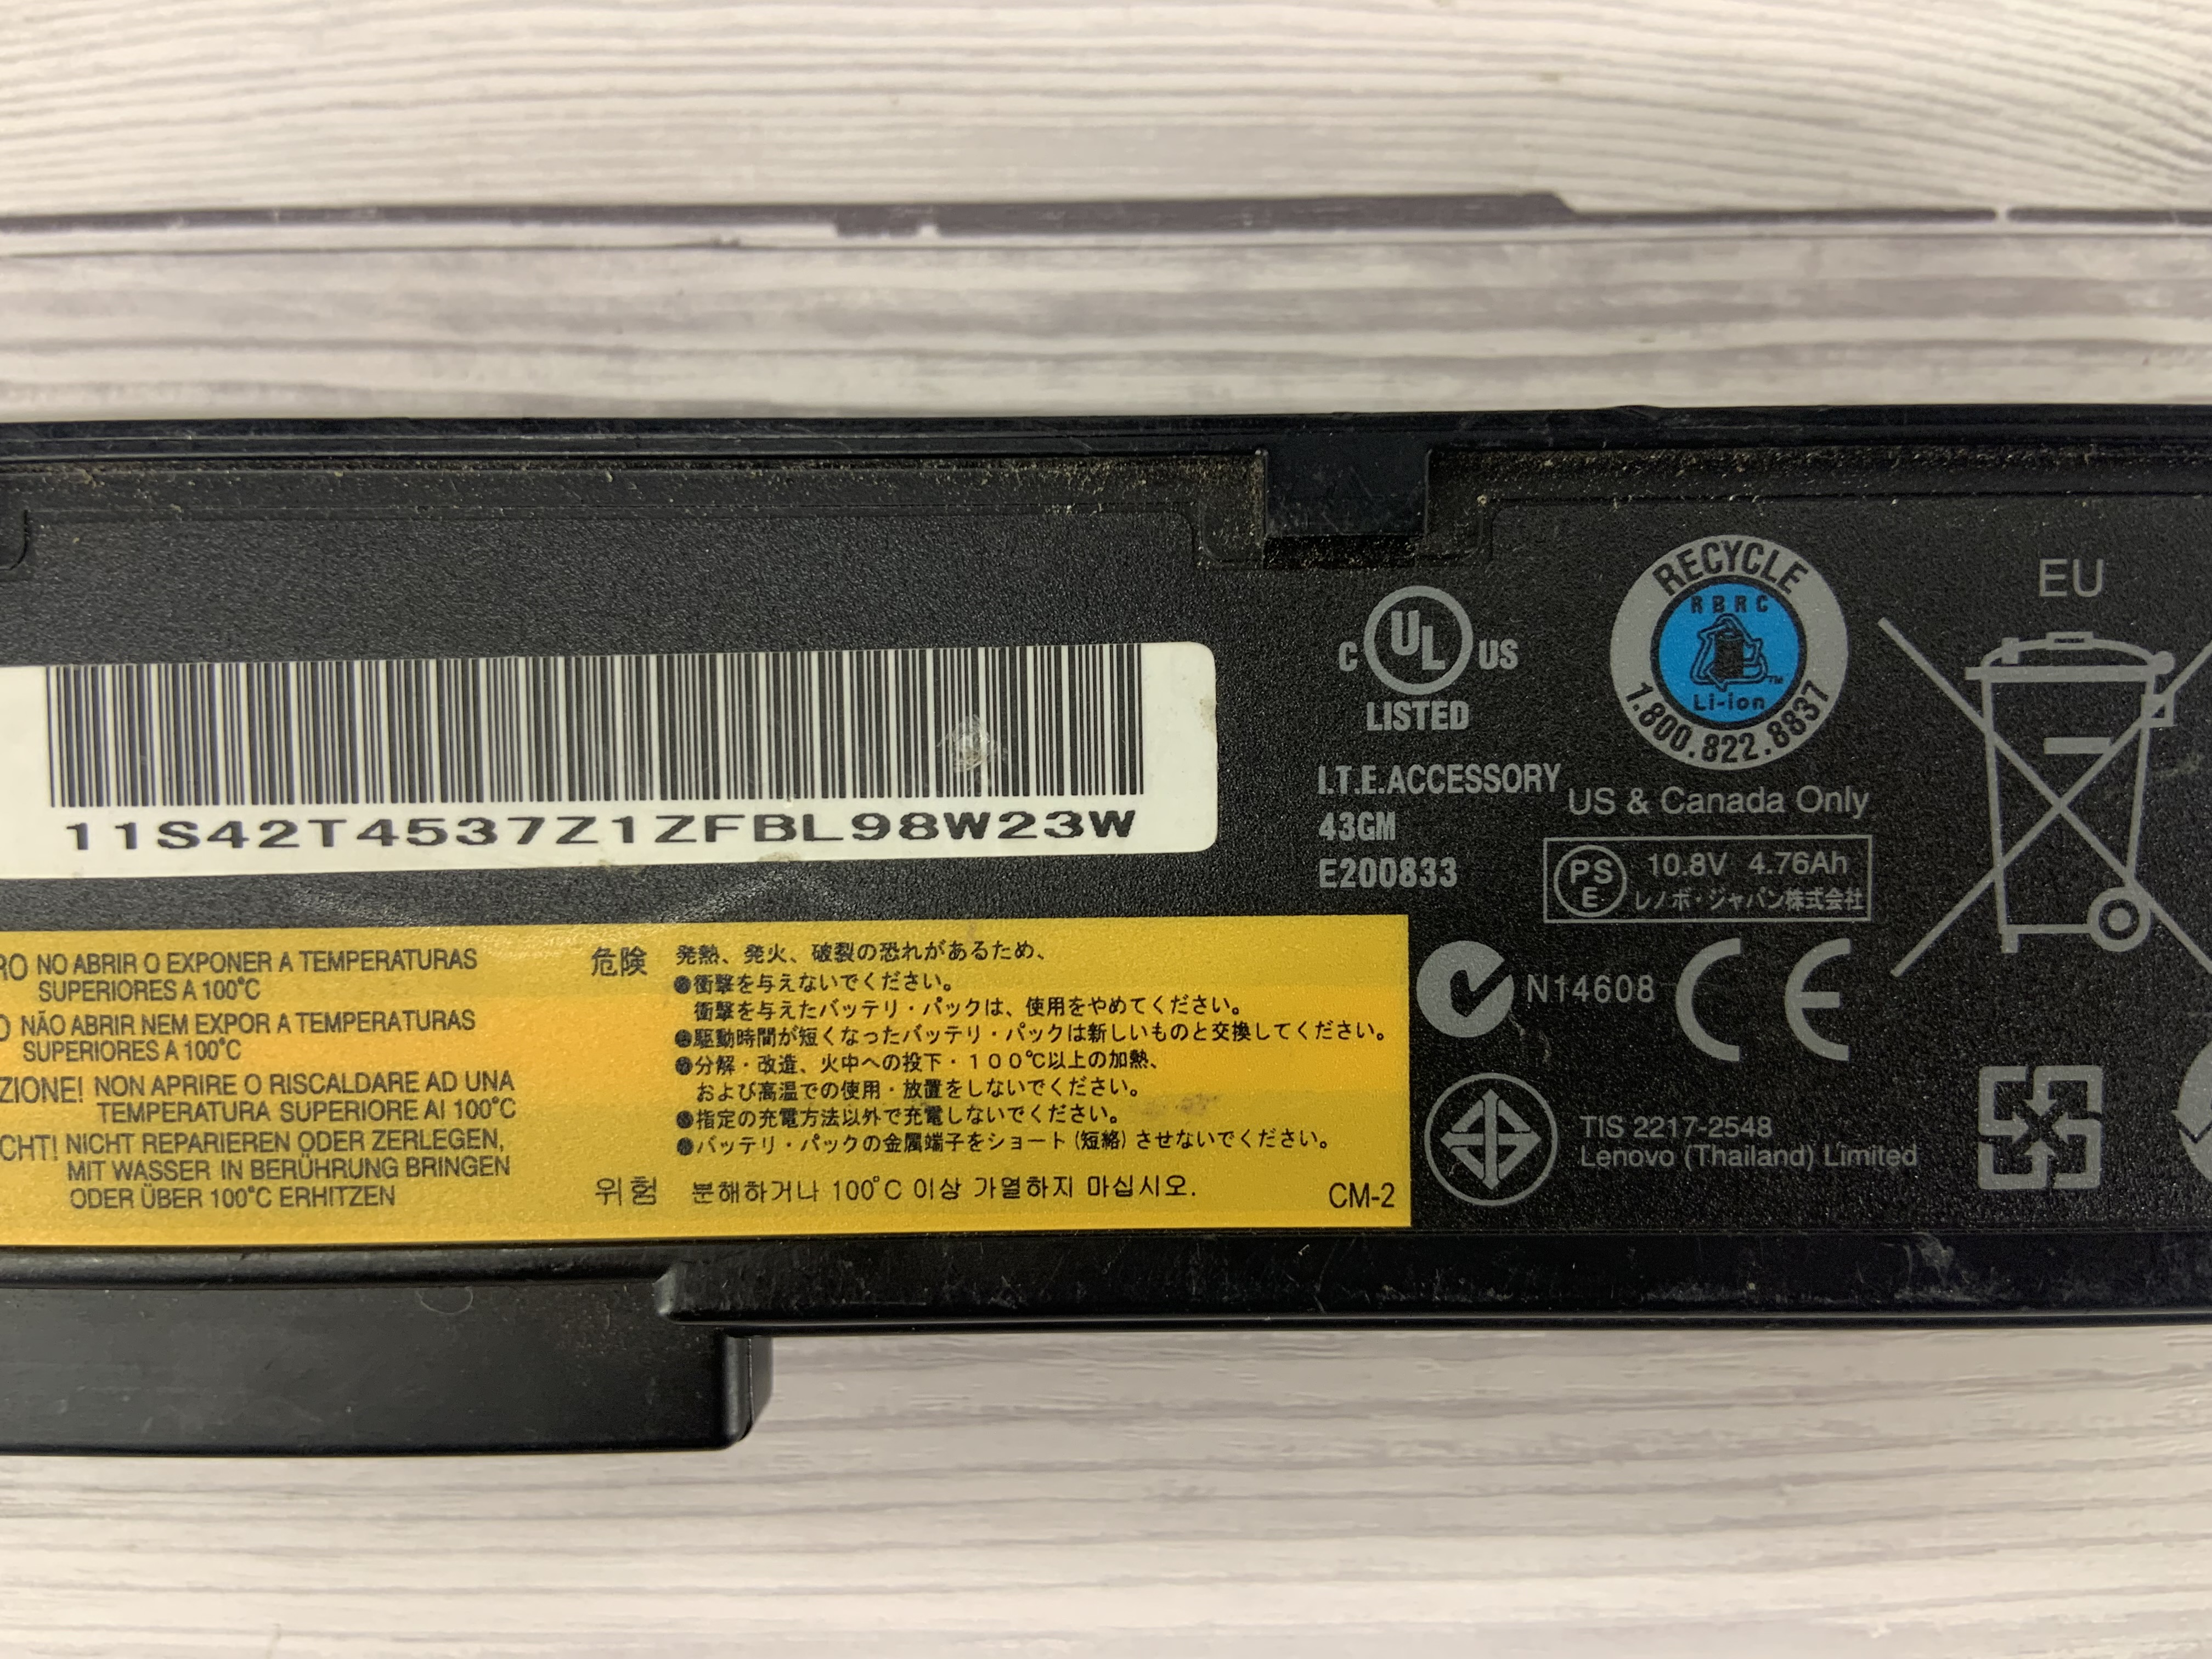 11S42T4537Z1ZFBL98W23W
RO NO ABRIR O EXPONER A TEMPERATURAS
SUPERIORES A 100°C
O NÃO ABRIR NEM EXPOR A TEMPERATURAS
SUPERIORES A 100°C
ZIONE! NON APRIRE O RISCALDARE AD UNA
TEMPERATURA SUPERIORE AI 100°C
CHT! NICHT REPARIEREN ODER ZERLEGEN,
MIT WASSER IN BERÜHRUNG BRINGEN
ODER ÜBER 100°C ERHITZEN
危険 発熱、発火、破裂の恐れがあるため、
●衝撃を与えないでください。
衝撃を与えたバッテリ・パックは、使用をやめてください。
●駆動時間が短くなったバッテリ・パックは新しいものと交換してください。
●分解・改造、火中への投下・100℃以上の加熱、
および高温での使用・放置をしないでください。
●指定の充電方法以外で充電しないでください。
●バッテリ・パックの金属端子をショート(短絡)させないでください。
위험 분해하거나 100°C 이상 가열하지 마십시오.
CM-2
C UL US
LISTED
I.T.E.ACCESSORY
43GM
E200833
RECYCLE
RBRC
Li-ion
TM
1.800.822.8837
US & Canada Only
PS
E
10.8V 4.76Ah
レノボ・ジャパン株式会社
N14608
CE
TIS 2217-2548
Lenovo (Thailand) Limited
EU